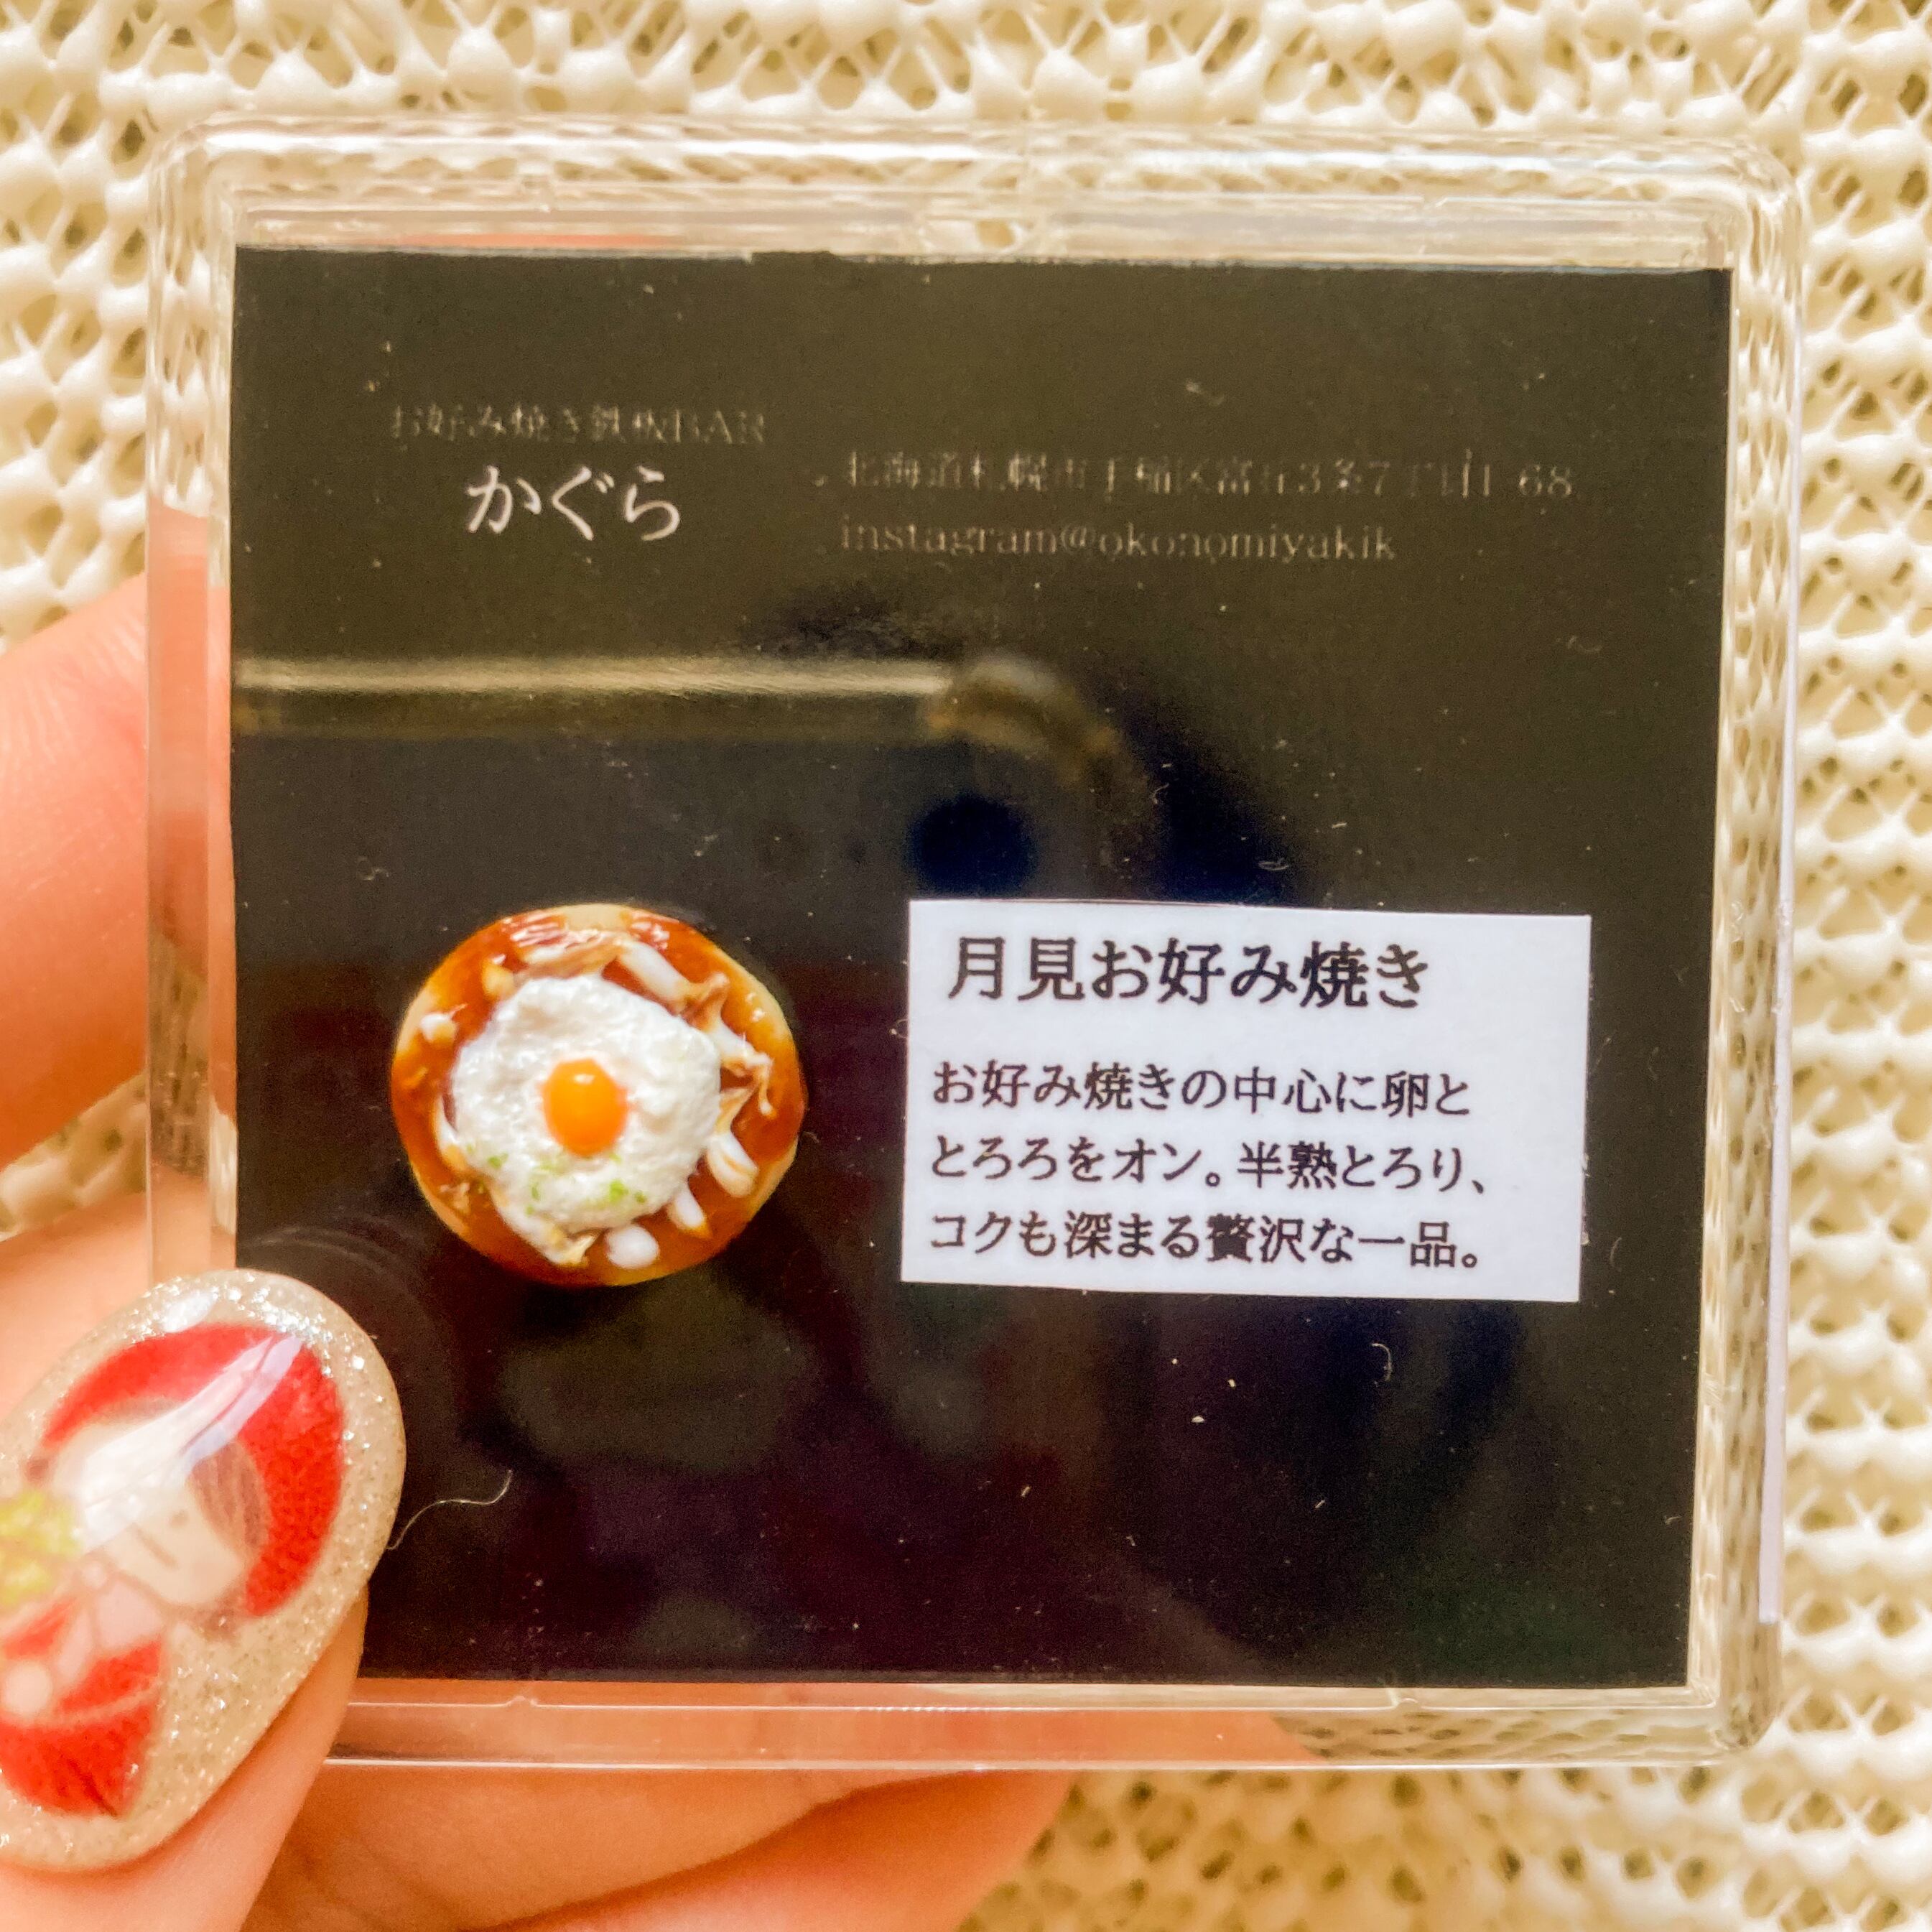 お好み焼き鉄板BAR
かぐら
北海道札幌市手稲区富丘3条7丁目1-68
instagram@okonomiyakik
月見お好み焼き
お好み焼きの中心に卵と
とろろをオン。半熟とろり、
コクも深まる贅沢な一品。